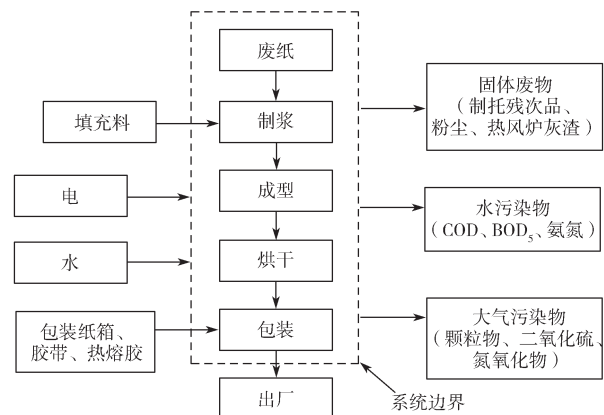 废纸
制浆
成型
烘干
包装
出厂
填充料
电
水
包装纸箱、
胶带、热熔胶
固体废物
（制托残次品、
粉尘、热风炉灰渣）
水污染物
（COD、BOD₅、氨氮）
大气污染物
（颗粒物、二氧化硫、
氮氧化物）
系统边界